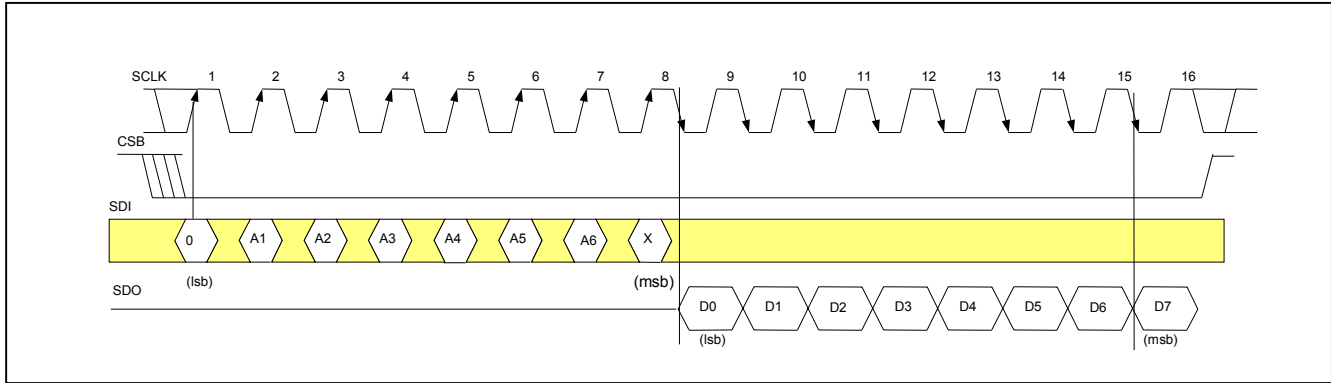 SCLK 1 2 3 4 5 6 7 8 9 10 11 12 13 14 15 16
CSB
SDI
0 A1 A2 A3 A4 A5 A6 X
(lsb) (msb)
SDO
D0 D1 D2 D3 D4 D5 D6 D7
(lsb) (msb)